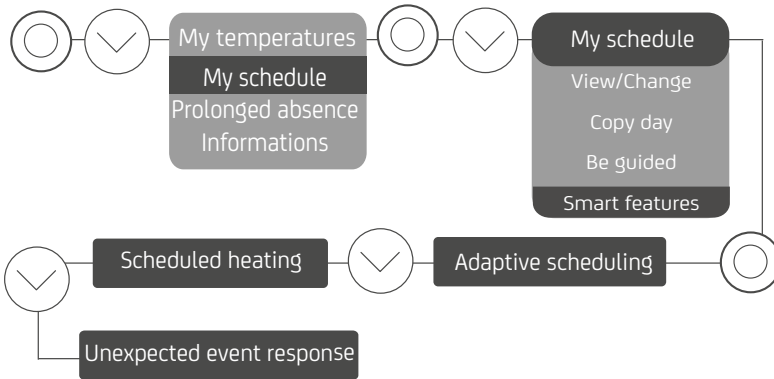 My temperatures
My schedule
Prolonged absence
Informations
My schedule
View/Change
Copy day
Be guided
Smart features
Adaptive scheduling
Scheduled heating
Unexpected event response